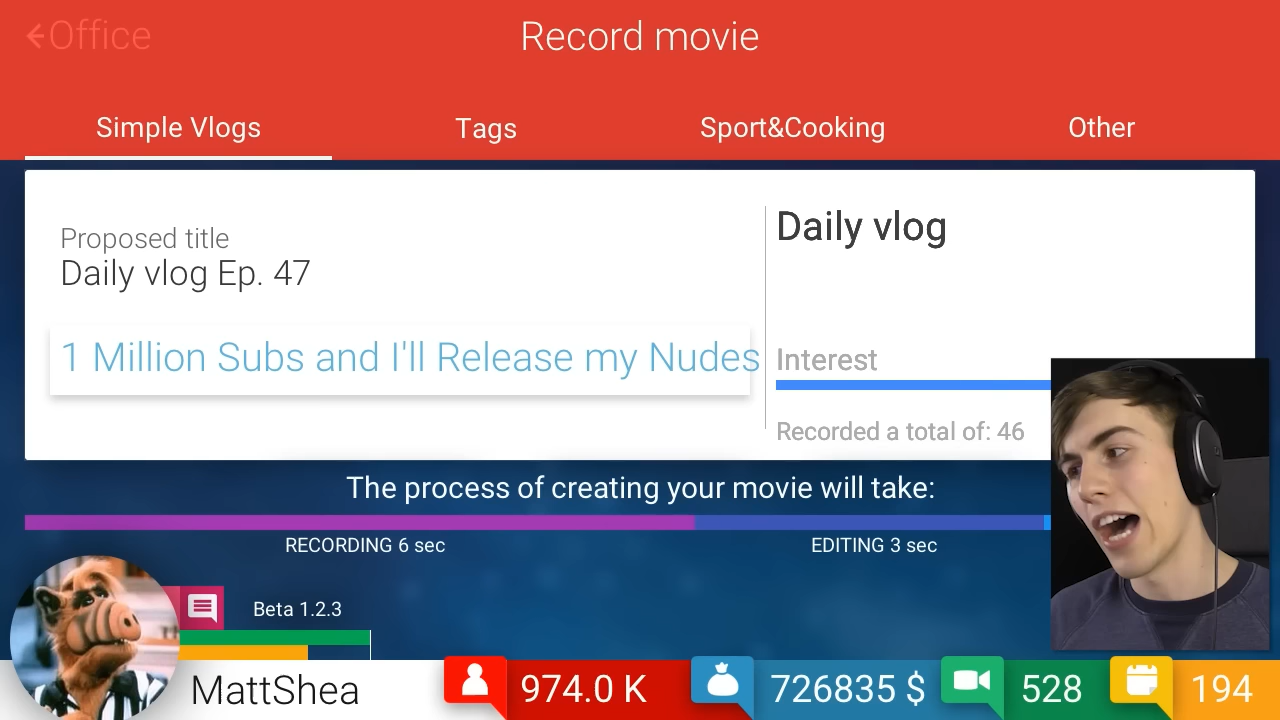 Office
Record movie
Simple Vlogs
Tags
Sport&Cooking
Other
Proposed title
Daily vlog Ep. 47
1 Million Subs and I'll Release my Nudes
Daily vlog
Interest
Recorded a total of: 46
The process of creating your movie will take:
RECORDING 6 sec
EDITING 3 sec
Beta 1.2.3
MattShea
974.0 K
726835 $
528
194